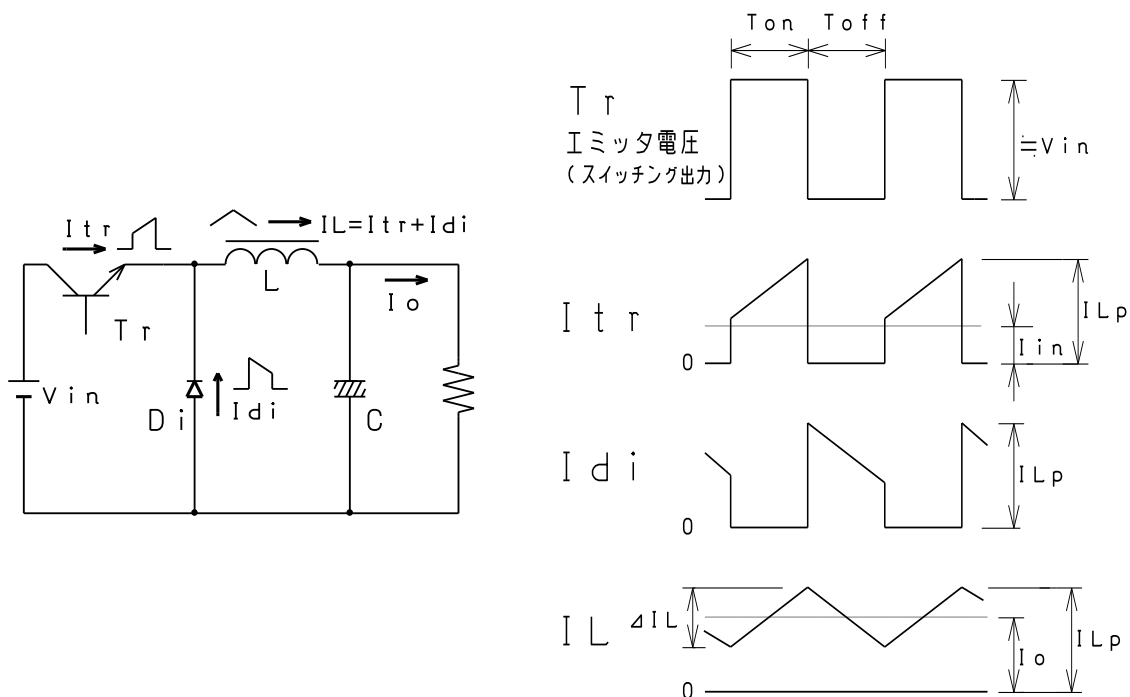 Itr
IL=Itr+Idi
L
Io
Tr
Vin
Di
Idi
C
Ton Toff
Tr
エミッタ電圧
(スイッチング出力)
≒Vin
Itr
0
Iin
ILp
Idi
0
ILp
IL
⊿IL
0
Io
ILp